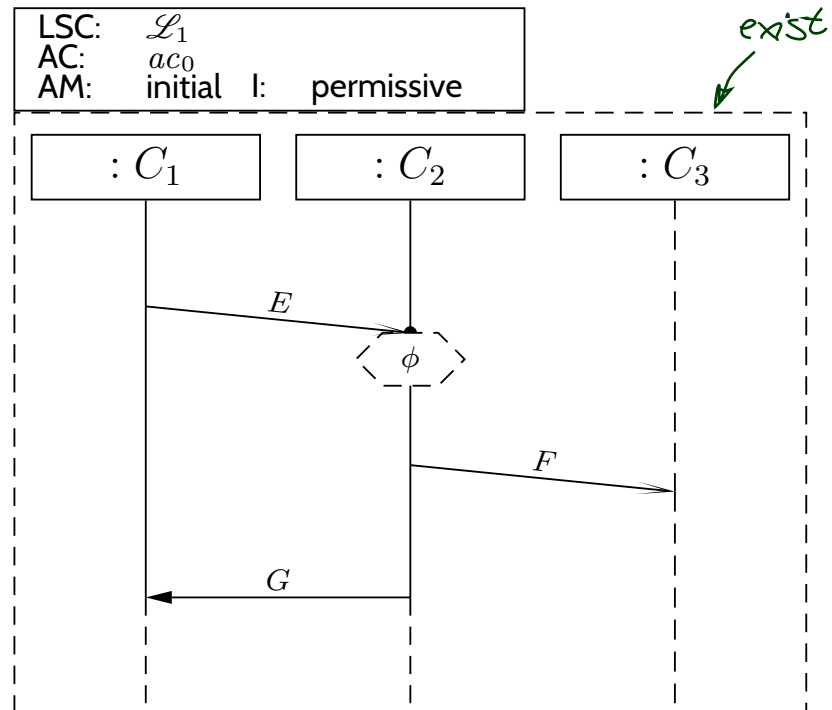 LSC: ℒ₁
AC: ac₀
AM: initial I: permissive
exist
: C₁ : C₂ : C₃
E
ϕ
F
G